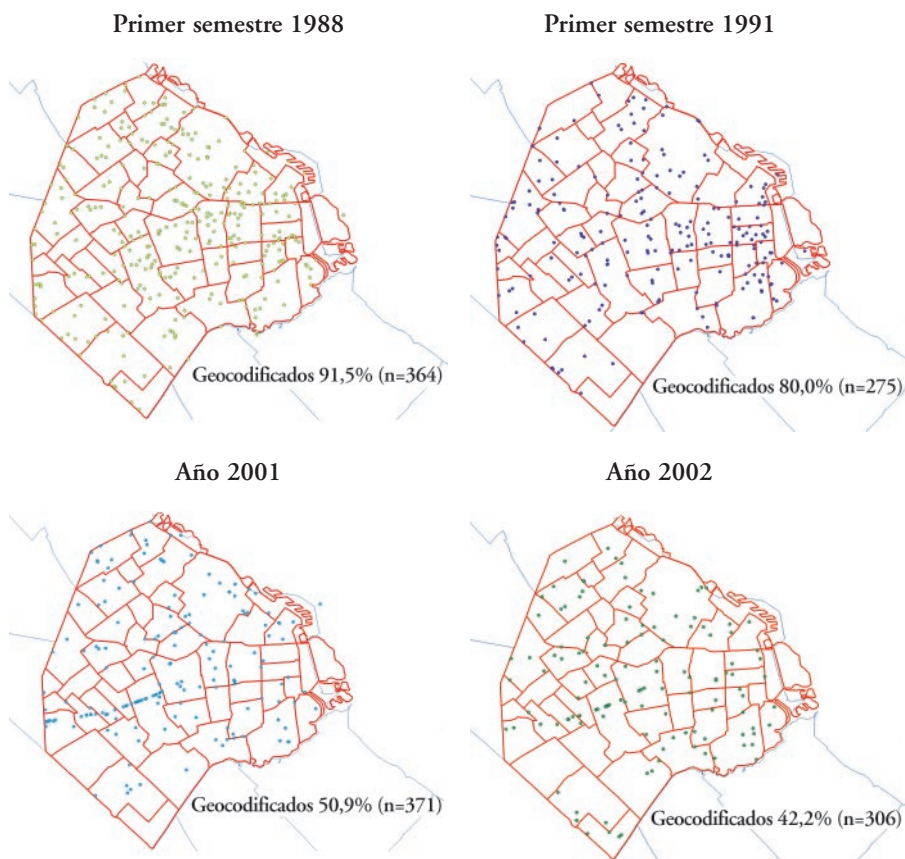 Primer semestre 1988
Primer semestre 1991
Geocodificados 91,5% (n=364)
Geocodificados 80,0% (n=275)
Año 2001
Año 2002
Geocodificados 50,9% (n=371)
Geocodificados 42,2% (n=306)